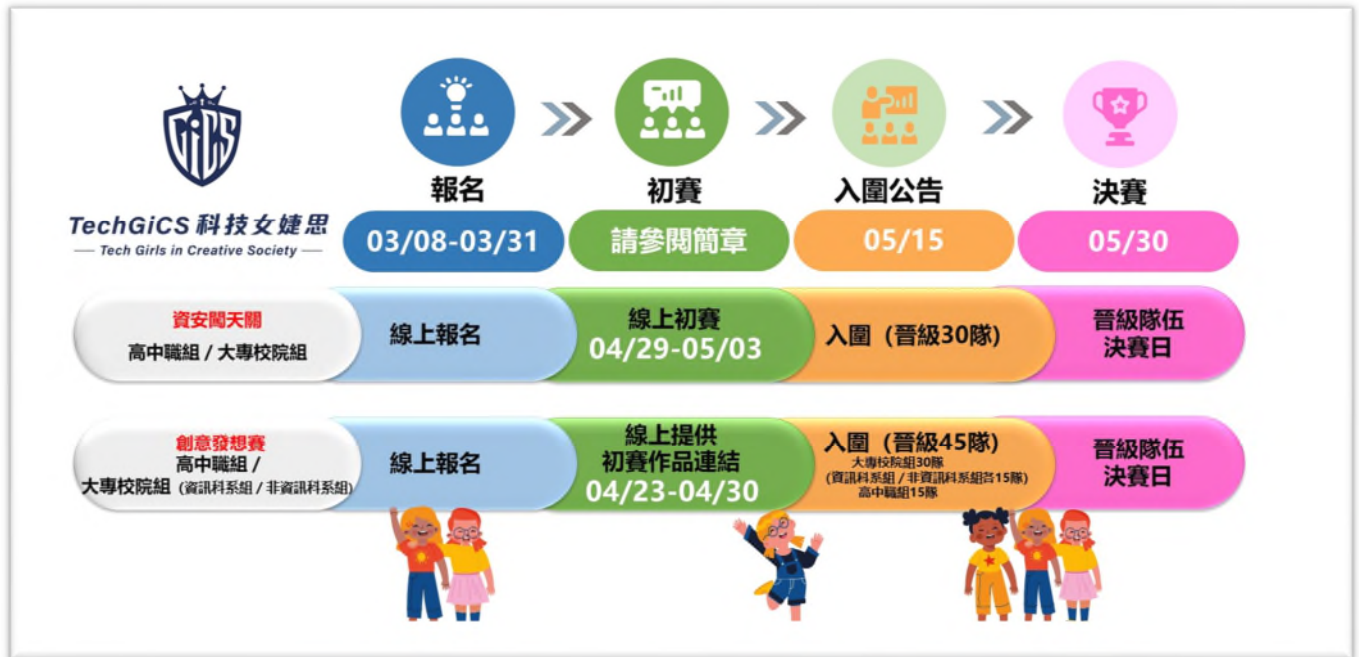 GiCS
TechGiCS 科技女婕思
Tech Girls in Creative Society
報名
初賽
入圍公告
決賽
03/08-03/31
請參閱簡章
05/15
05/30
資安闖天關
高中職組 / 大專校院組
線上報名
線上初賽
04/29-05/03
入圍（晉級30隊）
晉級隊伍
決賽日
創意發想賽
高中職組 /
大專校院組（資訊科系組 / 非資訊科系組）
線上報名
線上提供
初賽作品連結
04/23-04/30
入圍（晉級45隊）
大專校院組30隊
(資訊科系組 / 非資訊科系組各15隊)
高中職組15隊
晉級隊伍
決賽日